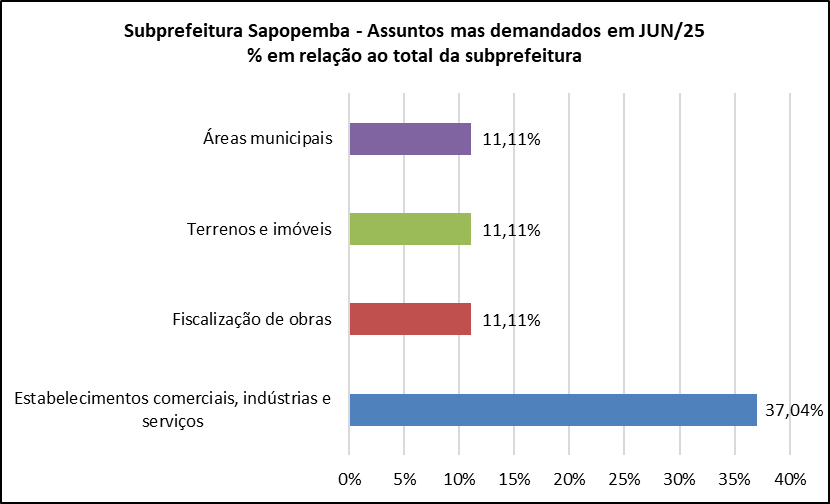 Subprefeitura Sapopemba - Assuntos mas demandados em JUN/25
% em relação ao total da subprefeitura
Áreas municipais
11,11%
Terrenos e imóveis
11,11%
Fiscalização de obras
11,11%
Estabelecimentos comerciais, indústrias e
serviços
37,04%
0% 5% 10% 15% 20% 25% 30% 35% 40%